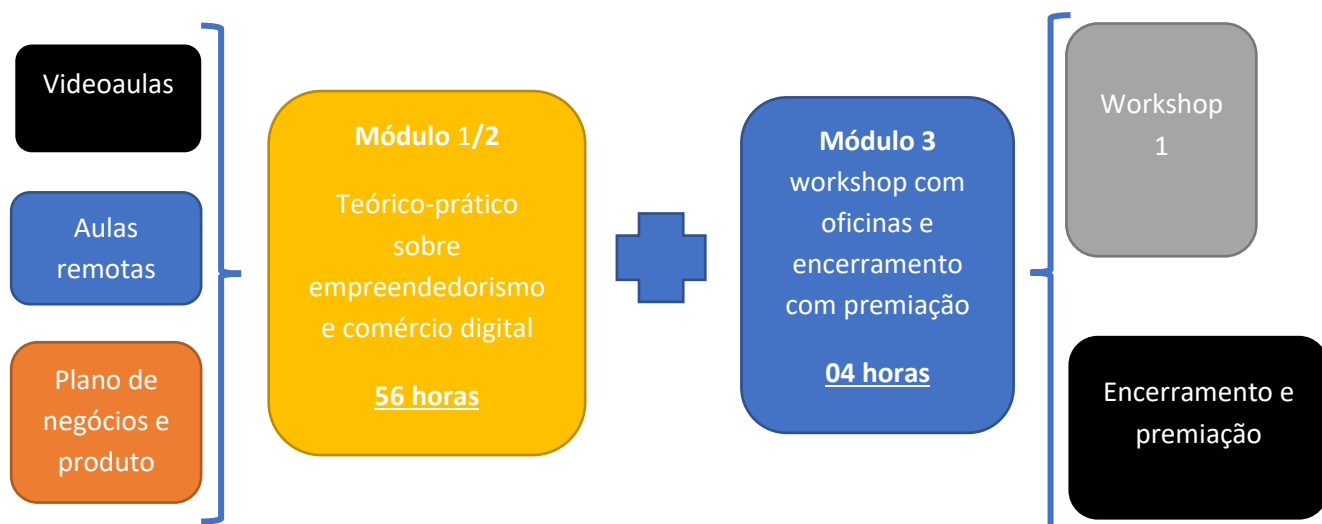 Videoaulas
Aulas
remotas
Plano de
negócios e
produto
Módulo 1/2
Teórico-prático
sobre
empreendedorismo
e comércio digital
56 horas
Módulo 3
workshop com
oficinas e
encerramento
com premiação
04 horas
Workshop
1
Encerramento e
premiação